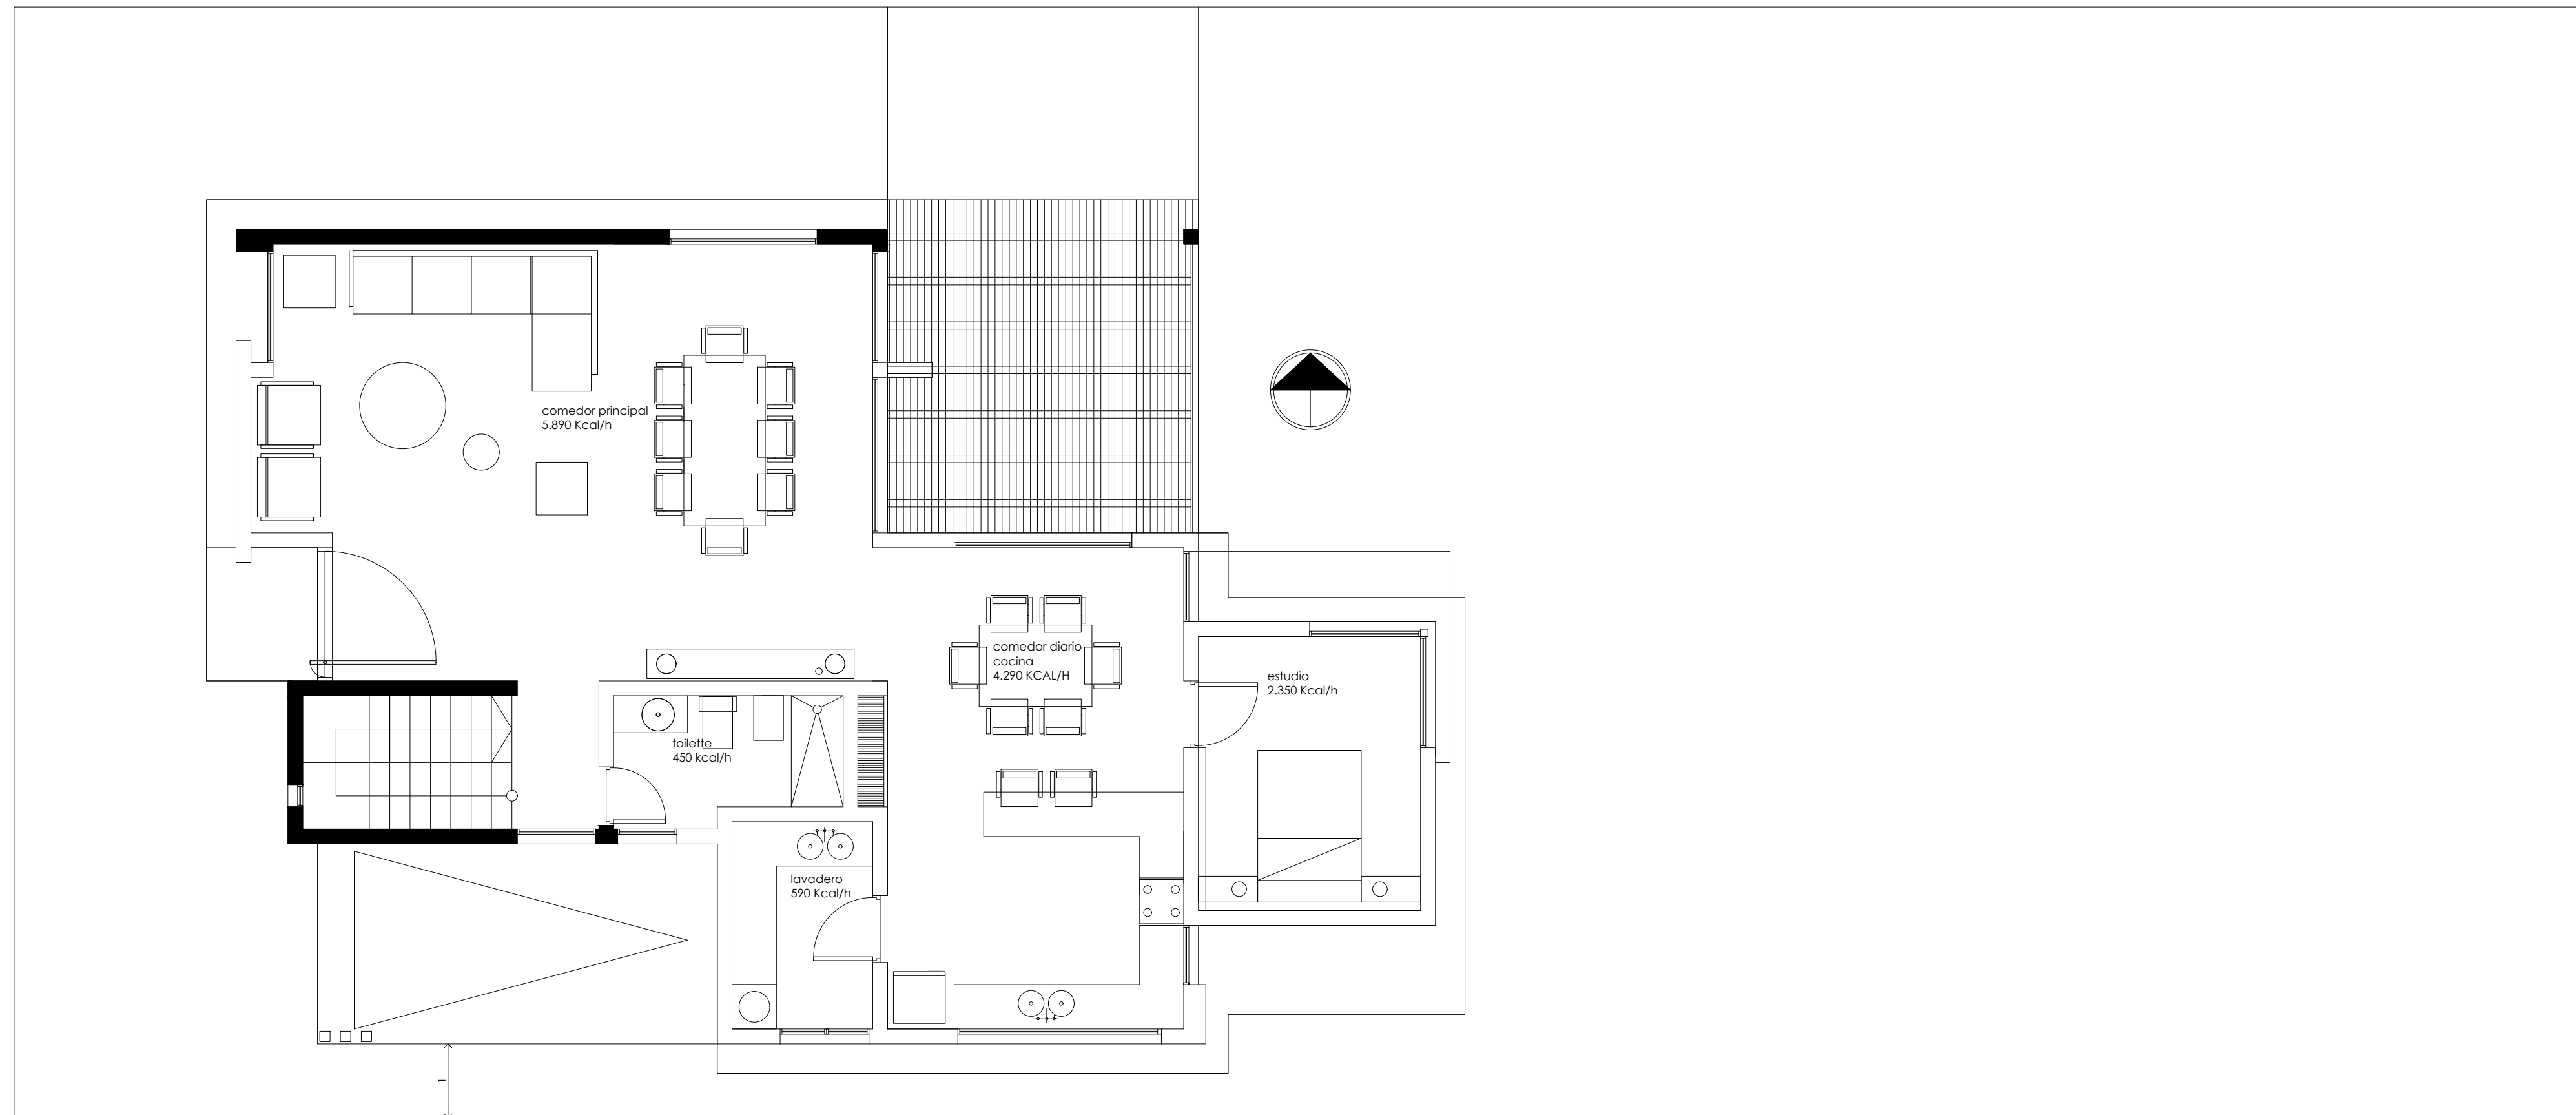 comedor principal
5.890 Kcal/h
comedor diario
cocina
4.290 KCAL/H
estudio
2.350 Kcal/h
toilette
450 kcal/h
lavadero
590 Kcal/h
1